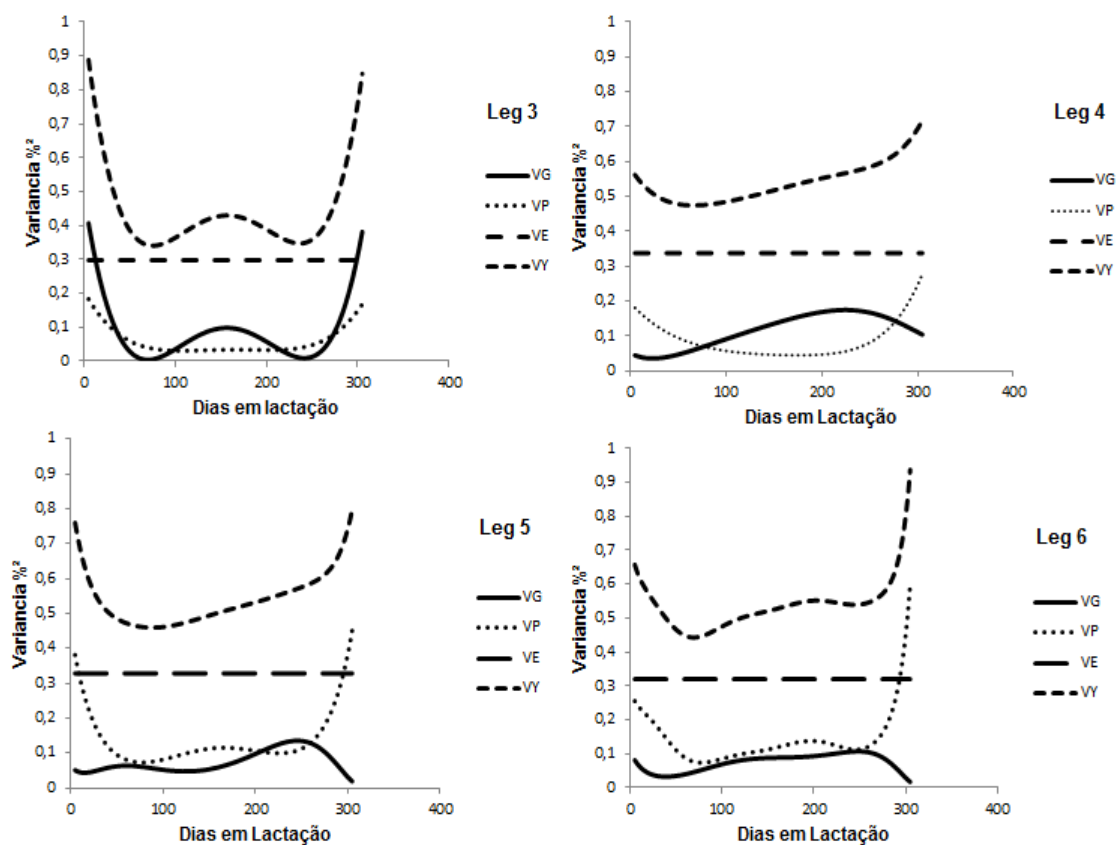 1
0,9
0,8
0,7
0,6
0,5
0,4
0,3
0,2
0,1
0
0 100 200 300 400
Variancia %²
Dias em lactação
Leg 3
VG
VP
VE
VY
1
0,9
0,8
0,7
0,6
0,5
0,4
0,3
0,2
0,1
0
0 100 200 300 400
Variancia %²
Dias em Lactação
Leg 4
VG
VP
VE
VY
1
0,9
0,8
0,7
0,6
0,5
0,4
0,3
0,2
0,1
0
0 100 200 300 400
Variancia %²
Dias em Lactação
Leg 5
VG
VP
VE
VY
1
0,9
0,8
0,7
0,6
0,5
0,4
0,3
0,2
0,1
0
0 100 200 300 400
Variancia %²
Dias em Lactação
Leg 6
VG
VP
VE
VY